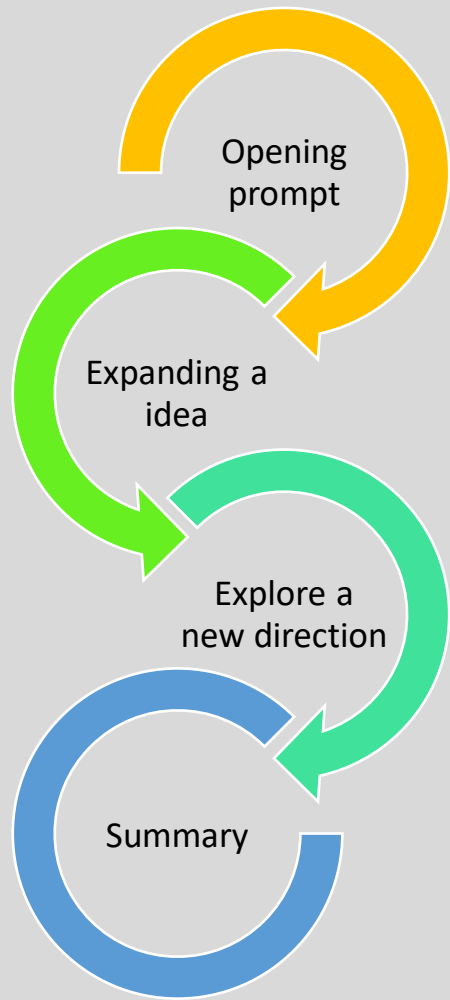 Opening
prompt
Expanding a
idea
Explore a
new direction
Summary